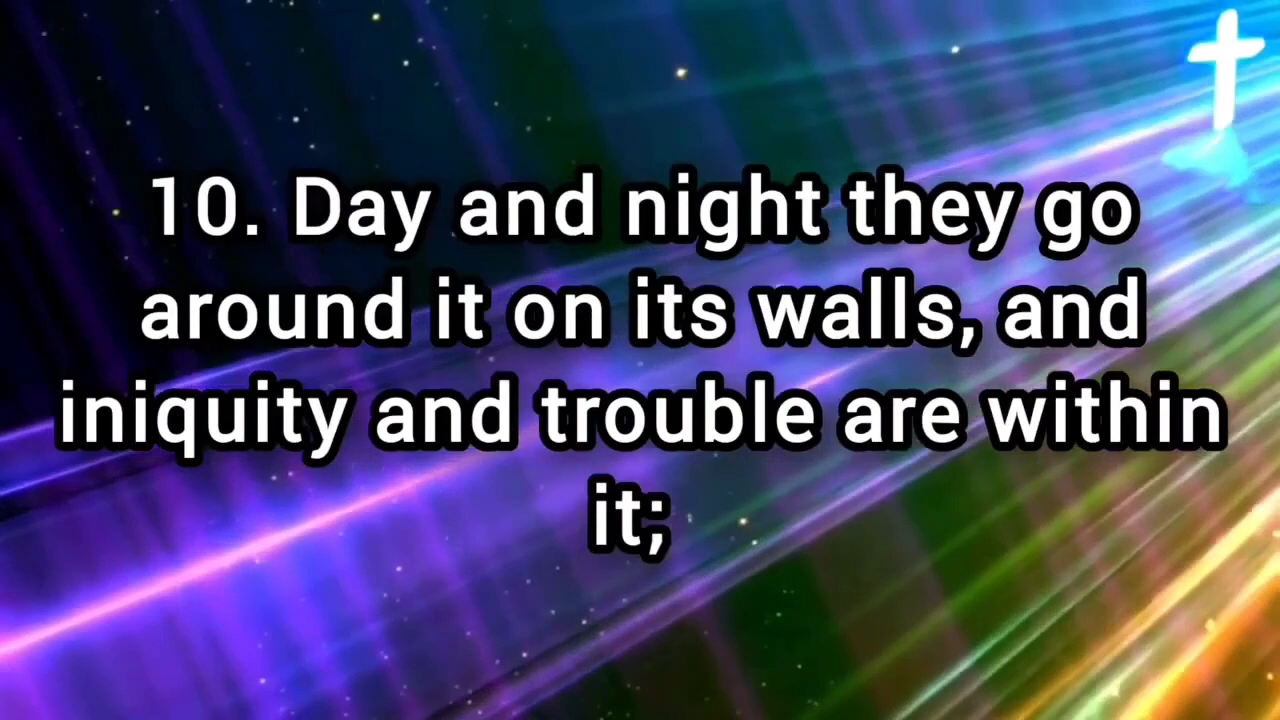 10. Day and night they go
around it on its walls, and
iniquity and trouble are within
it;